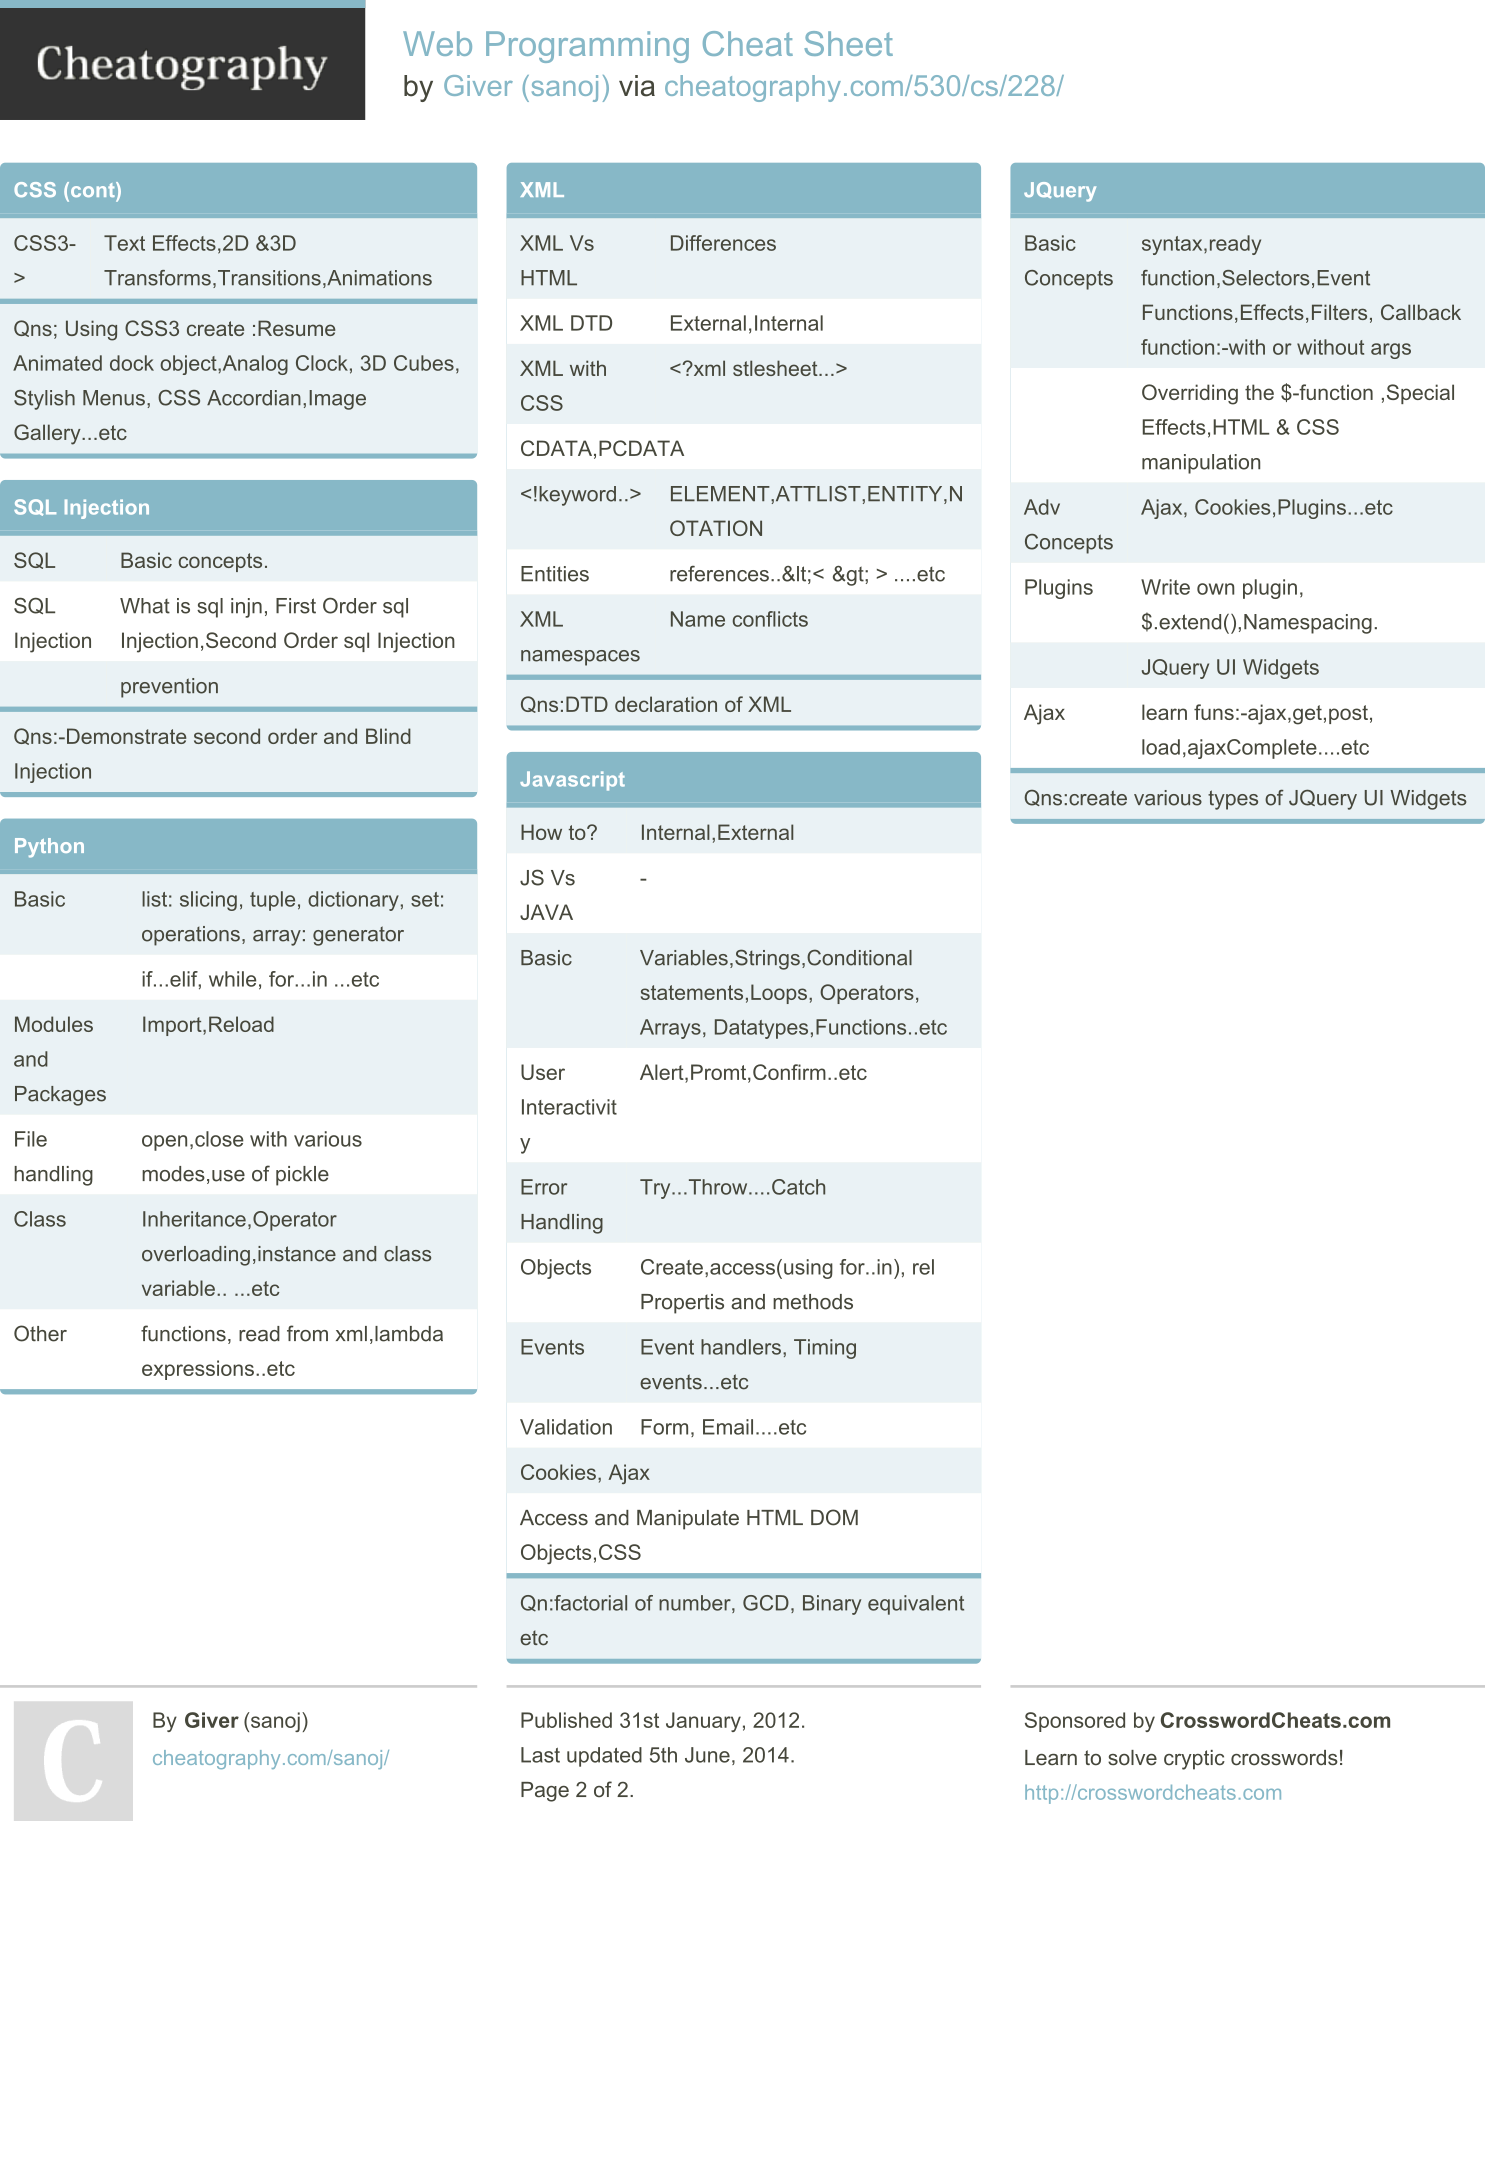 Cheatography
Web Programming Cheat Sheet
by Giver (sanoj) via cheatography.com/530/cs/228/
CSS (cont)
CSS3- Text Effects,2D &3D
> Transforms,Transitions,Animations
Qns; Using CSS3 create :Resume
Animated dock object,Analog Clock, 3D Cubes,
Stylish Menus, CSS Accordian,Image
Gallery...etc
SQL Injection
SQL Basic concepts.
SQL What is sql injn, First Order sql
Injection Injection,Second Order sql Injection
prevention
Qns:-Demonstrate second order and Blind
Injection
Python
Basic list: slicing, tuple, dictionary, set:
operations, array: generator
if...elif, while, for...in ...etc
Modules Import,Reload
and
Packages
File open,close with various
handling modes,use of pickle
Class Inheritance,Operator
overloading,instance and class
variable.. ...etc
Other functions, read from xml,lambda
expressions..etc
XML
XML Vs Differences
HTML
XML DTD External,Internal
XML with <?xml stlesheet...>
CSS
CDATA,PCDATA
<!keyword..> ELEMENT,ATTLIST,ENTITY,N
OTATION
Entities references..&lt;< &gt; > ....etc
XML Name conflicts
namespaces
Qns:DTD declaration of XML
Javascript
How to? Internal,External
JS Vs -
JAVA
Basic Variables,Strings,Conditional
statements,Loops, Operators,
Arrays, Datatypes,Functions..etc
User Alert,Promt,Confirm..etc
Interactivit
y
Error Try...Throw....Catch
Handling
Objects Create,access(using for..in), rel
Propertis and methods
Events Event handlers, Timing
events...etc
Validation Form, Email....etc
Cookies, Ajax
Access and Manipulate HTML DOM
Objects,CSS
Qn:factorial of number, GCD, Binary equivalent
etc
JQuery
Basic syntax,ready
Concepts function,Selectors,Event
Functions,Effects,Filters, Callback
function:-with or without args
Overriding the $-function ,Special
Effects,HTML & CSS
manipulation
Adv Ajax, Cookies,Plugins...etc
Concepts
Plugins Write own plugin,
$.extend(),Namespacing.
JQuery UI Widgets
Ajax learn funs:-ajax,get,post,
load,ajaxComplete....etc
Qns:create various types of JQuery UI Widgets
C
By Giver (sanoj)
cheatography.com/sanoj/
Published 31st January, 2012.
Last updated 5th June, 2014.
Page 2 of 2.
Sponsored by CrosswordCheats.com
Learn to solve cryptic crosswords!
http://crosswordcheats.com